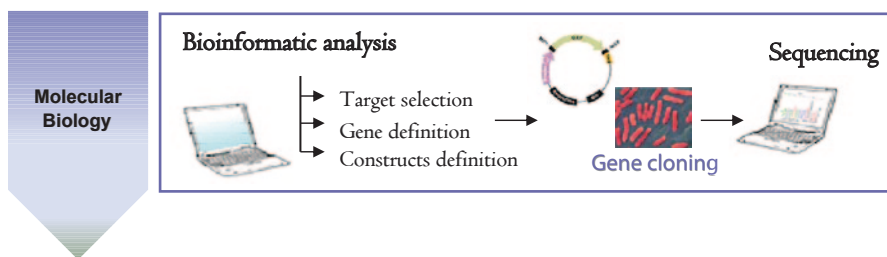 Molecular
Biology
Bioinformatic analysis
Target selection
Gene definition
Constructs definition
Gene cloning
Sequencing